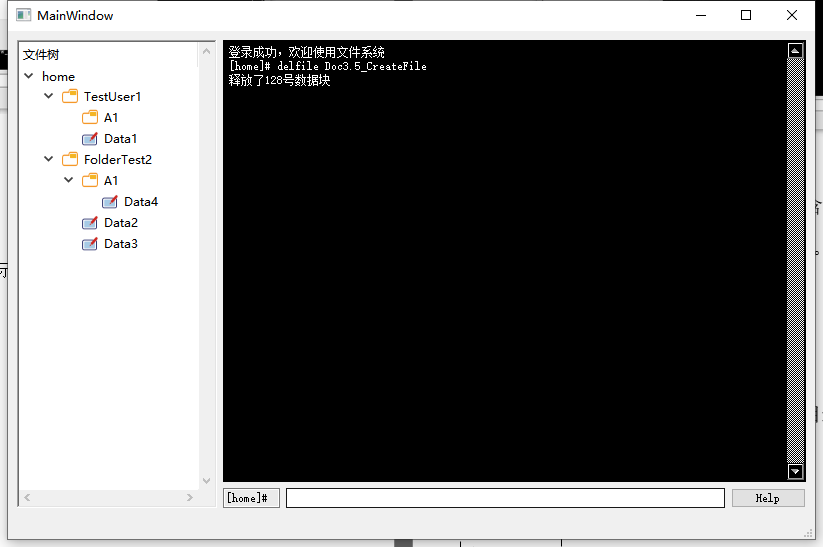 MainWindow
文件树
home
TestUser1
A1
Data1
FolderTest2
A1
Data4
Data2
Data3
登录成功，欢迎使用文件系统
[home]# delfile Doc3.5_CreateFile
释放了128号数据块
[home]#
Help